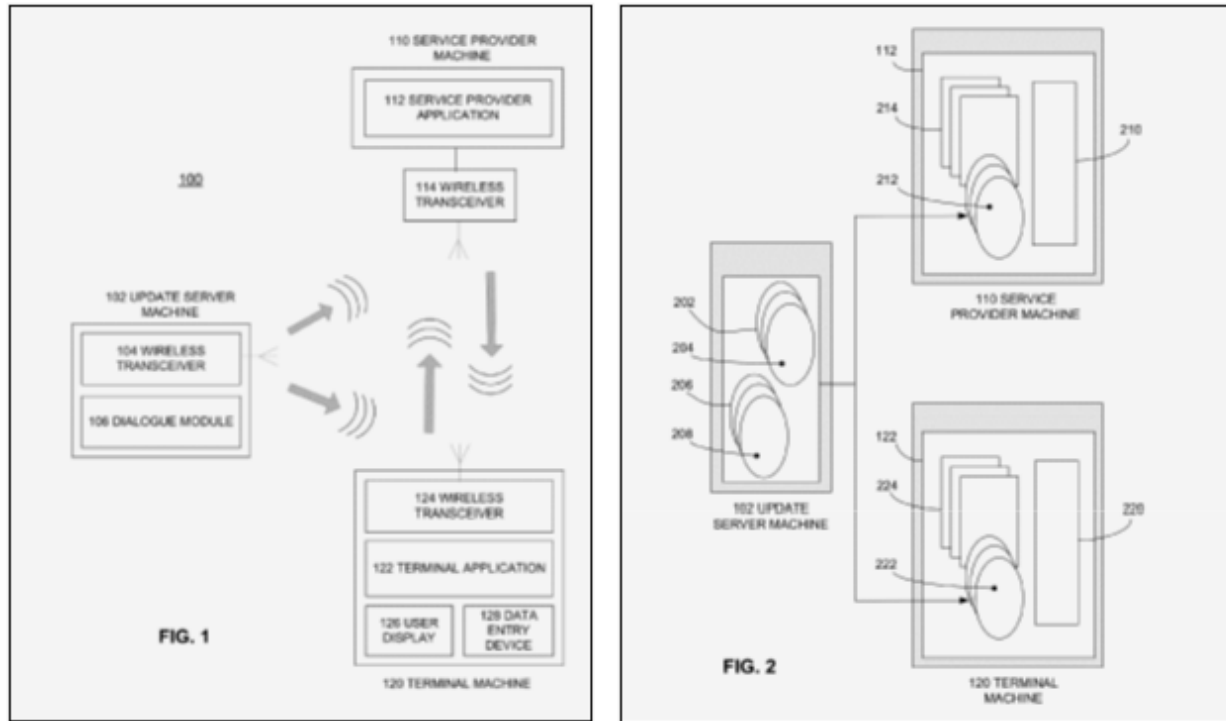 110 SERVICE PROVIDER
MACHINE
112 SERVICE PROVIDER
APPLICATION
100
114 WIRELESS
TRANSCEIVER
102 UPDATE SERVER
MACHINE
104 WIRELESS
TRANSCEIVER
106 DIALOGUE MODULE
124 WIRELESS
TRANSCEIVER
122 TERMINAL APPLICATION
126 USER
DISPLAY
128 DATA
ENTRY
DEVICE
FIG. 1
120 TERMINAL MACHINE
112
214
210
212
110 SERVICE
PROVIDER MACHINE
202
204
206
208
102 UPDATE
SERVER MACHINE
122
224
220
222
FIG. 2
120 TERMINAL
MACHINE